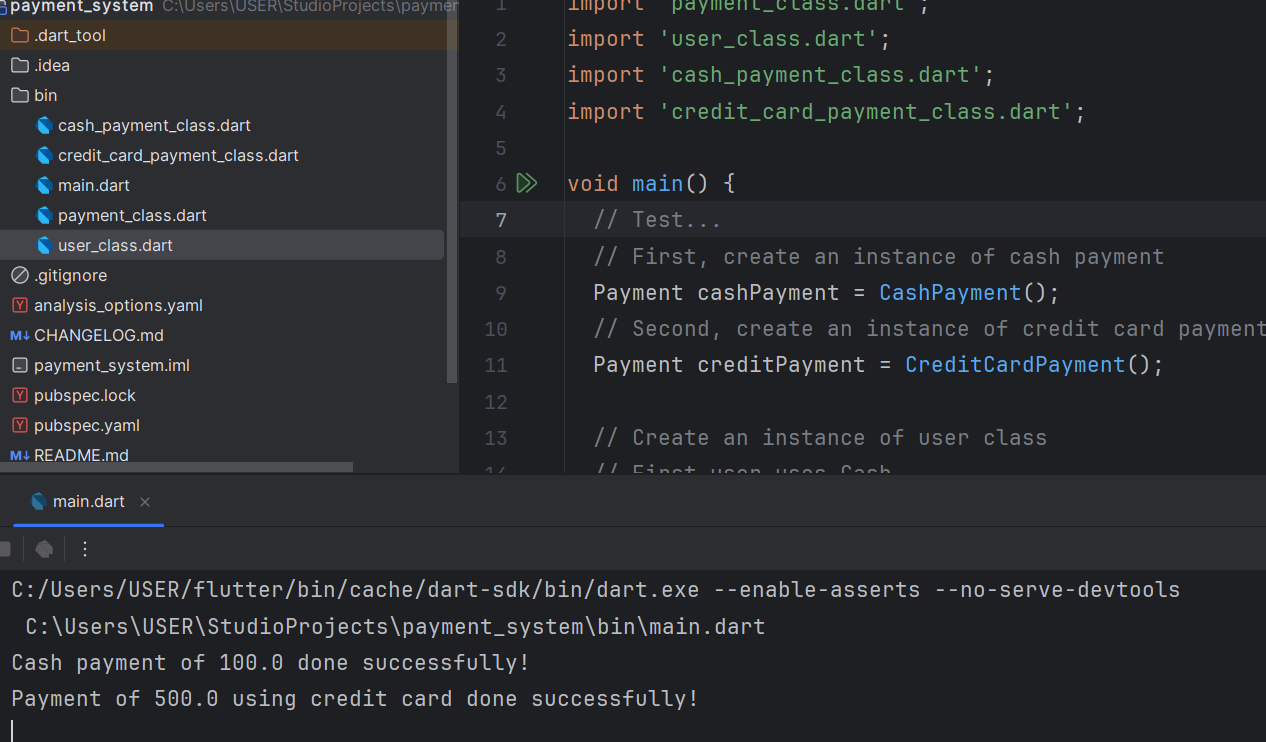 payment_system C:\Users\USER\StudioProjects\paymen
.dart_tool
.idea
bin
cash_payment_class.dart
credit_card_payment_class.dart
main.dart
payment_class.dart
user_class.dart
.gitignore
analysis_options.yaml
CHANGELOG.md
payment_system.iml
pubspec.lock
pubspec.yaml
README.md
1 import 'payment_class.dart';
2 import 'user_class.dart';
3 import 'cash_payment_class.dart';
4 import 'credit_card_payment_class.dart';
5
6 void main() {
7 // Test...
8 // First, create an instance of cash payment
9 Payment cashPayment = CashPayment();
10 // Second, create an instance of credit card payment
11 Payment creditPayment = CreditCardPayment();
12
13 // Create an instance of user class
14 // First user uses Cash
main.dart
C:/Users/USER/flutter/bin/cache/dart-sdk/bin/dart.exe --enable-asserts --no-serve-devtools
C:\Users\USER\StudioProjects\payment_system\bin\main.dart
Cash payment of 100.0 done successfully!
Payment of 500.0 using credit card done successfully!